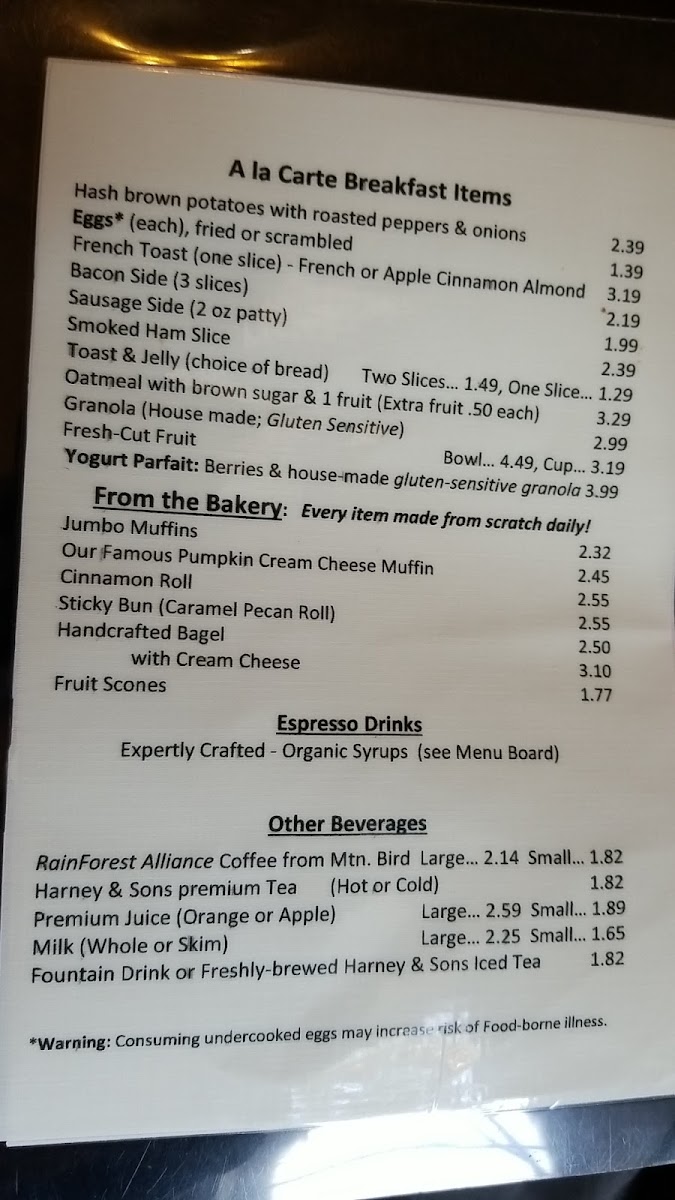 A la Carte Breakfast Items
Hash brown potatoes with roasted peppers & onions 2.39
Eggs* (each), fried or scrambled 1.39
French Toast (one slice) - French or Apple Cinnamon Almond 3.19
Bacon Side (3 slices) 2.19
Sausage Side (2 oz patty) 1.99
Smoked Ham Slice 2.39
Toast & Jelly (choice of bread) Two Slices... 1.49, One Slice... 1.29
Oatmeal with brown sugar & 1 fruit (Extra fruit .50 each) 3.29
Granola (House made; Gluten Sensitive) 2.99
Fresh-Cut Fruit Bowl... 4.49, Cup... 3.19
Yogurt Parfait: Berries & house-made gluten-sensitive granola 3.99
From the Bakery: Every item made from scratch daily!
Jumbo Muffins 2.32
Our Famous Pumpkin Cream Cheese Muffin 2.45
Cinnamon Roll 2.55
Sticky Bun (Caramel Pecan Roll) 2.55
Handcrafted Bagel 2.50
with Cream Cheese 3.10
Fruit Scones 1.77
Espresso Drinks
Expertly Crafted - Organic Syrups (see Menu Board)
Other Beverages
RainForest Alliance Coffee from Mtn. Bird Large... 2.14 Small... 1.82
Harney & Sons premium Tea (Hot or Cold) 1.82
Premium Juice (Orange or Apple) Large... 2.59 Small... 1.89
Milk (Whole or Skim) Large... 2.25 Small... 1.65
Fountain Drink or Freshly-brewed Harney & Sons Iced Tea 1.82
*Warning: Consuming undercooked eggs may increase risk of Food-borne illness.